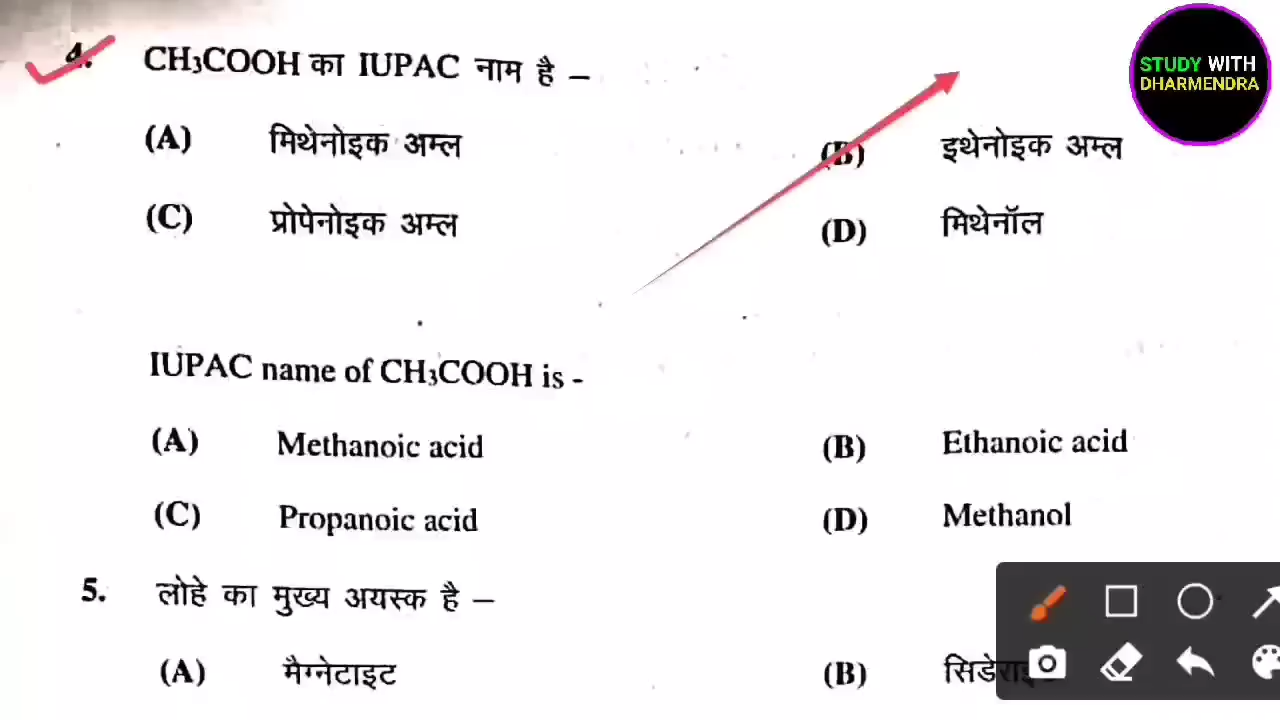 STUDY WITH
DHARMENDRA
4. CH₃COOH का IUPAC नाम है –
(A) मिथेनोइक अम्ल (B) इथेनोइक अम्ल
(C) प्रोपेनोइक अम्ल (D) मिथेनॉल
IUPAC name of CH₃COOH is -
(A) Methanoic acid (B) Ethanoic acid
(C) Propanoic acid (D) Methanol
5. लोहे का मुख्य अयस्क है –
(A) मैग्नेटाइट (B)